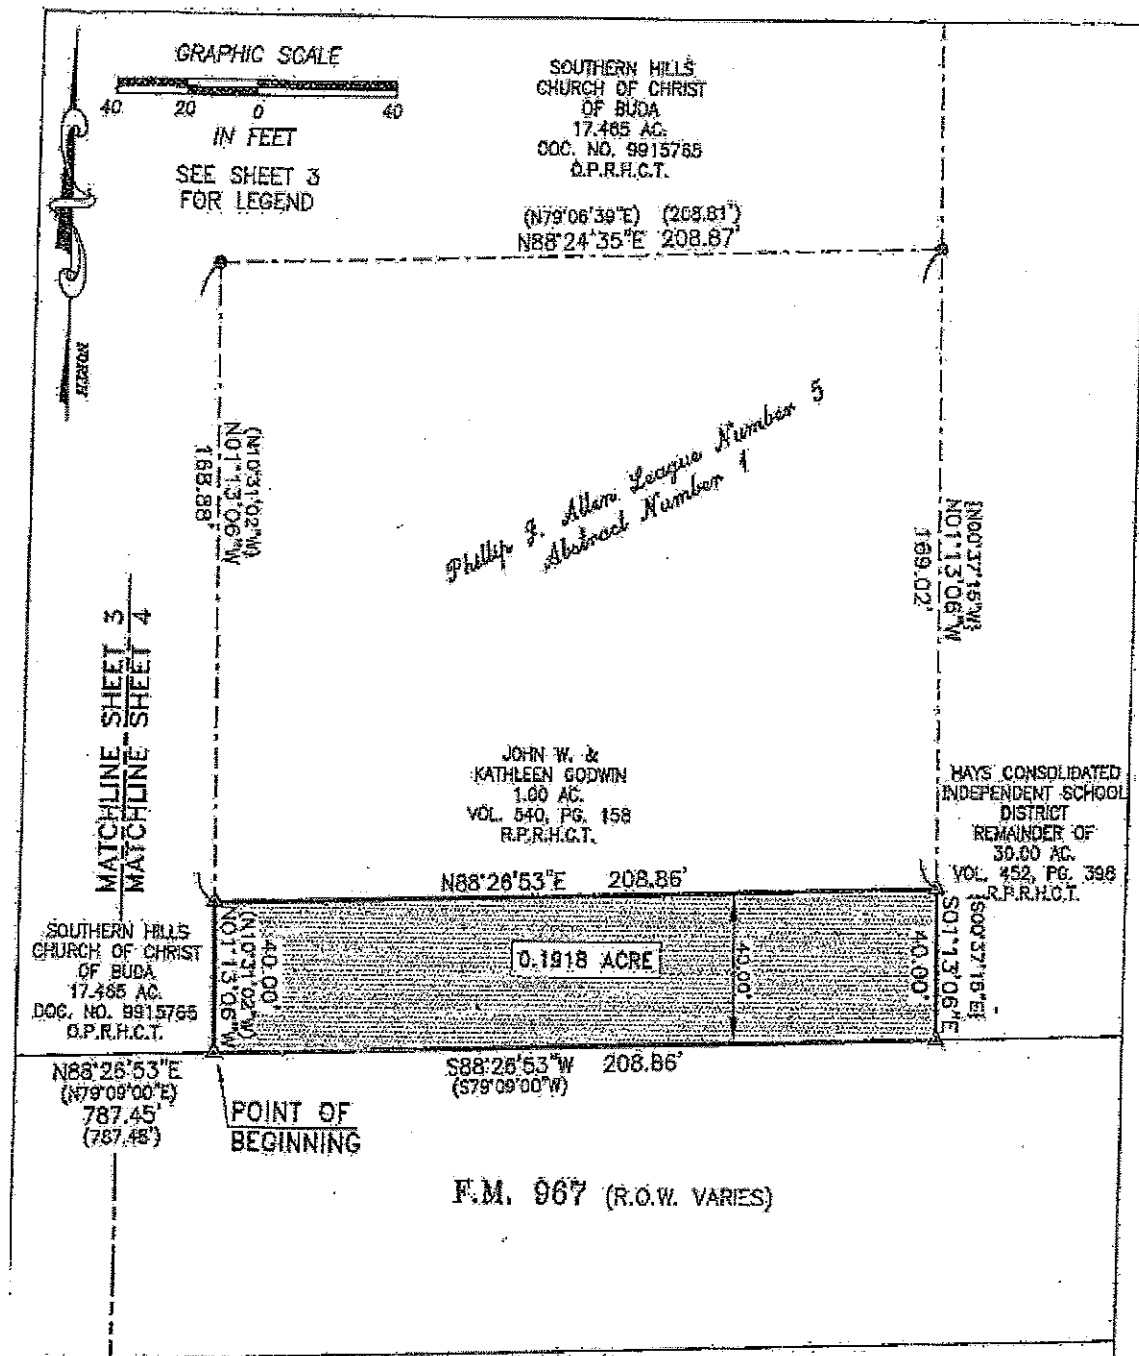 GRAPHIC SCALE
40 20 0 40
IN FEET
SEE SHEET 3
FOR LEGEND
NORTH
SOUTHERN HILLS
CHURCH OF CHRIST
OF BUDA
17.465 AC.
DOC. NO. 9915765
O.P.R.H.C.T.
(N79°06'39"E) (208.81')
N88°24'35"E 208.87'
(N10°31'02"W)
N01°13'06"W
168.88'
Phillip J. Allen League Number 5
Abstract Number 1
[N00°37'15"W]
N01°13'06"W
169.02'
MATCHLINE SHEET 3
MATCHLINE SHEET 4
JOHN W. &
KATHLEEN GODWIN
1.00 AC.
VOL. 540, PG. 158
R.P.R.H.C.T.
HAYS CONSOLIDATED
INDEPENDENT SCHOOL
DISTRICT
REMAINDER OF
30.00 AC.
VOL. 452, PG. 398
R.P.R.H.C.T.
N88°26'53"E 208.86'
SOUTHERN HILLS
CHURCH OF CHRIST
OF BUDA
17.465 AC.
DOC. NO. 9915765
O.P.R.H.C.T.
(N10°31'02"W)
N01°13'06"W
40.00'
0.1918 ACRE
40.00'
[S00°37'15"E]
S01°13'06"E
40.00'
N88°26'53"E
(N79°09'00"E)
787.45'
(787.45')
S88°26'53"W 208.86'
(S79°09'00"W)
POINT OF
BEGINNING
F.M. 967 (R.O.W. VARIES)